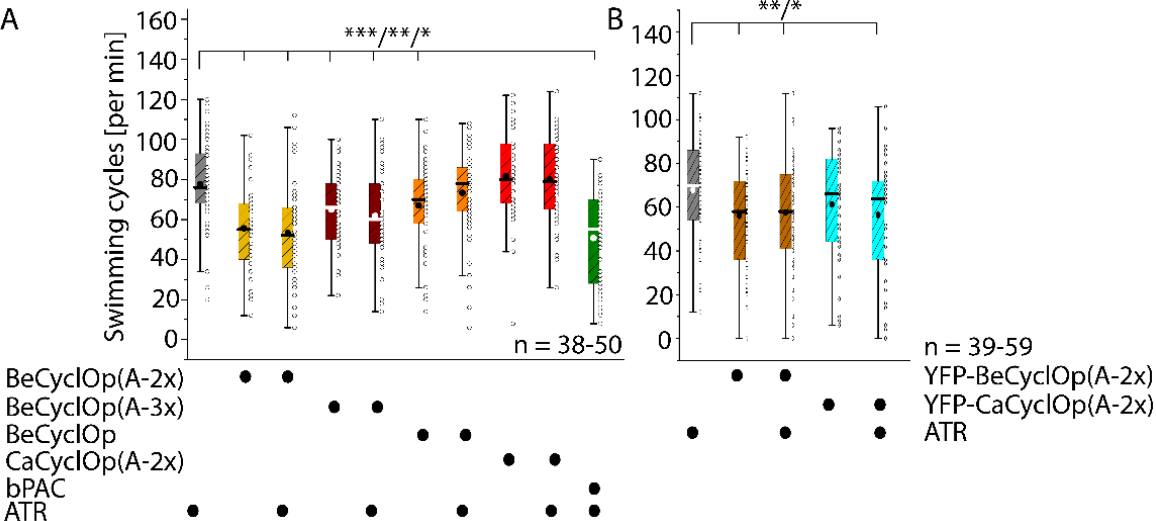 A
B
Swimming cycles [per min]
160
140
120
100
80
60
40
20
0
***/**/*
n = 38-50
140
120
100
80
60
40
20
0
**/*
n = 39-59
BeCyclOp(A-2x)
BeCyclOp(A-3x)
BeCyclOp
CaCyclOp(A-2x)
bPAC
ATR
YFP-BeCyclOp(A-2x)
YFP-CaCyclOp(A-2x)
ATR